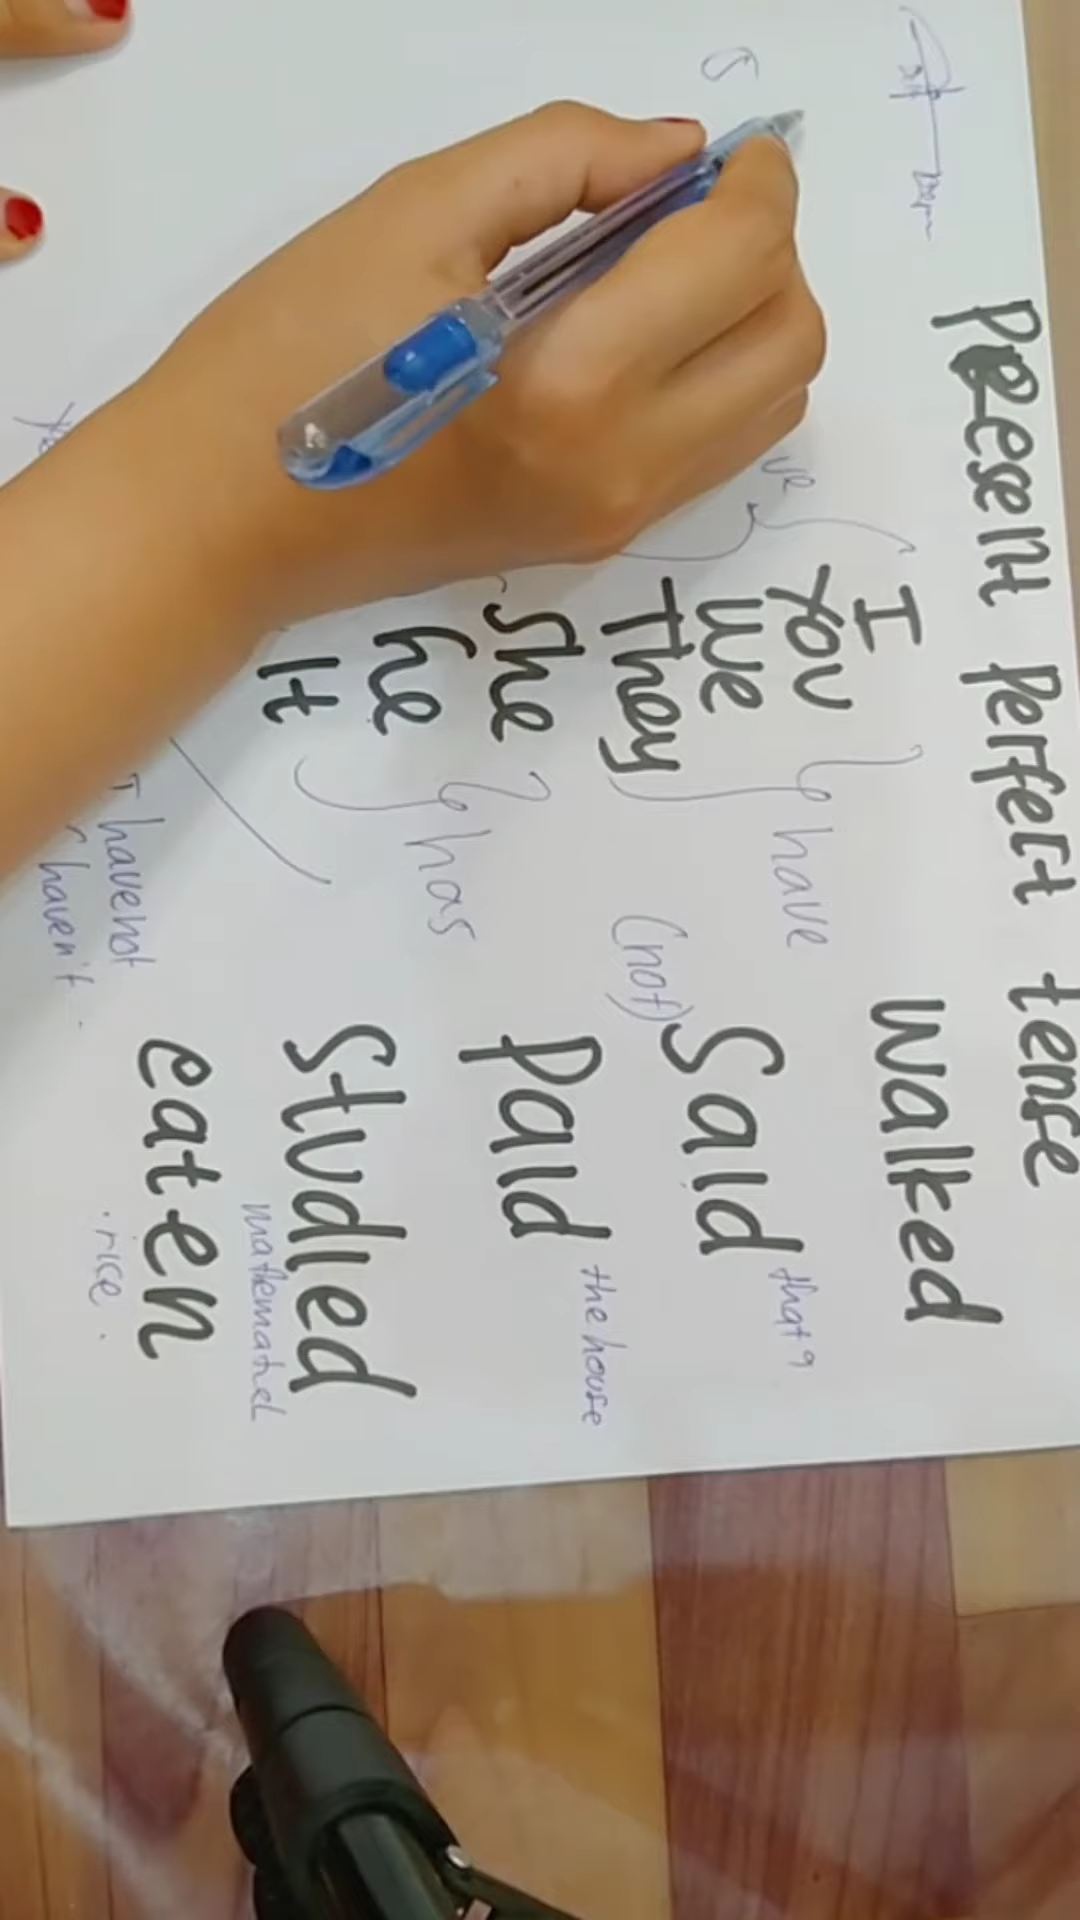 Present Perfect tense
I
You
We
They
have
She
he
It
has
(not)
walked
Said that
Paid the house
Studied
eaten
rice.
have not
haven't.
've